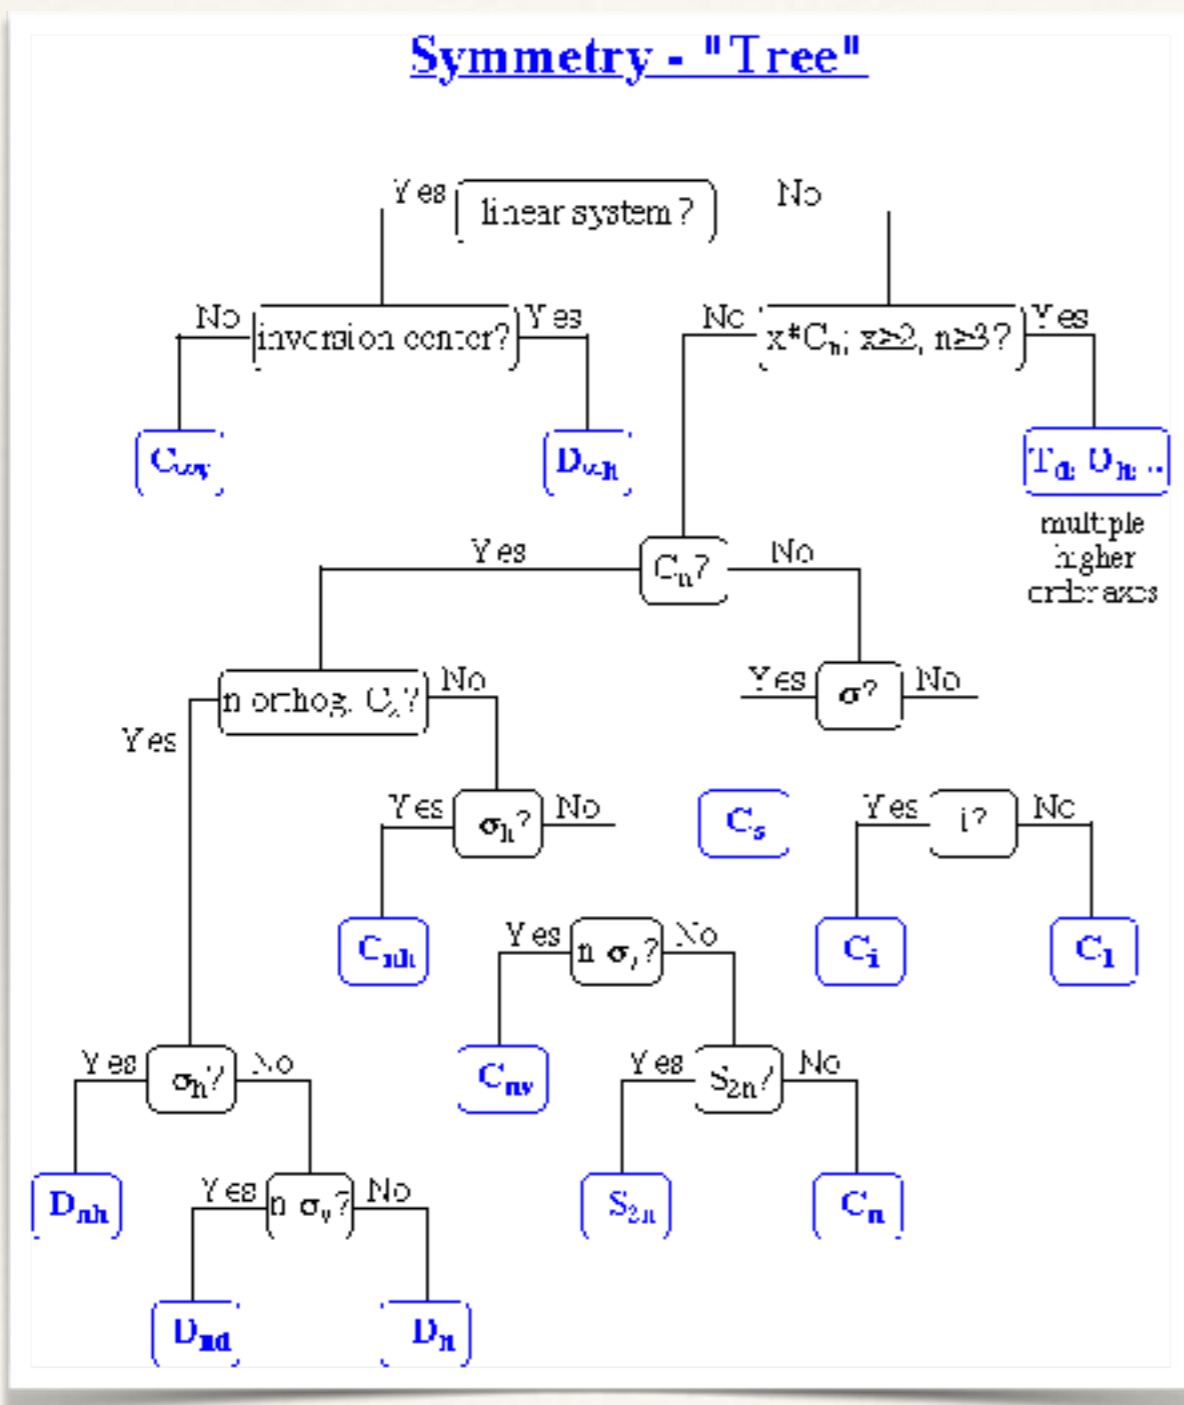 Symmetry - "Tree"
Yes
linear system?
No
No
inversion center?
Yes
No
x*Cₙ; x≥2, n≥3?
Yes
C∞v
D∞h
Td, Oh, ..
multiple
higher
order axes
Yes
Cₙ?
No
n orthog. C₂?
No
Yes
Yes
σ?
No
Yes
σh?
No
Cs
Yes
i?
No
Cnh
Yes
n σv?
No
Ci
C₁
Yes
σh?
No
Cnv
Yes
S₂ₙ?
No
Dnh
Yes
n σv?
No
S₂ₙ
Cₙ
Dnd
Dₙ